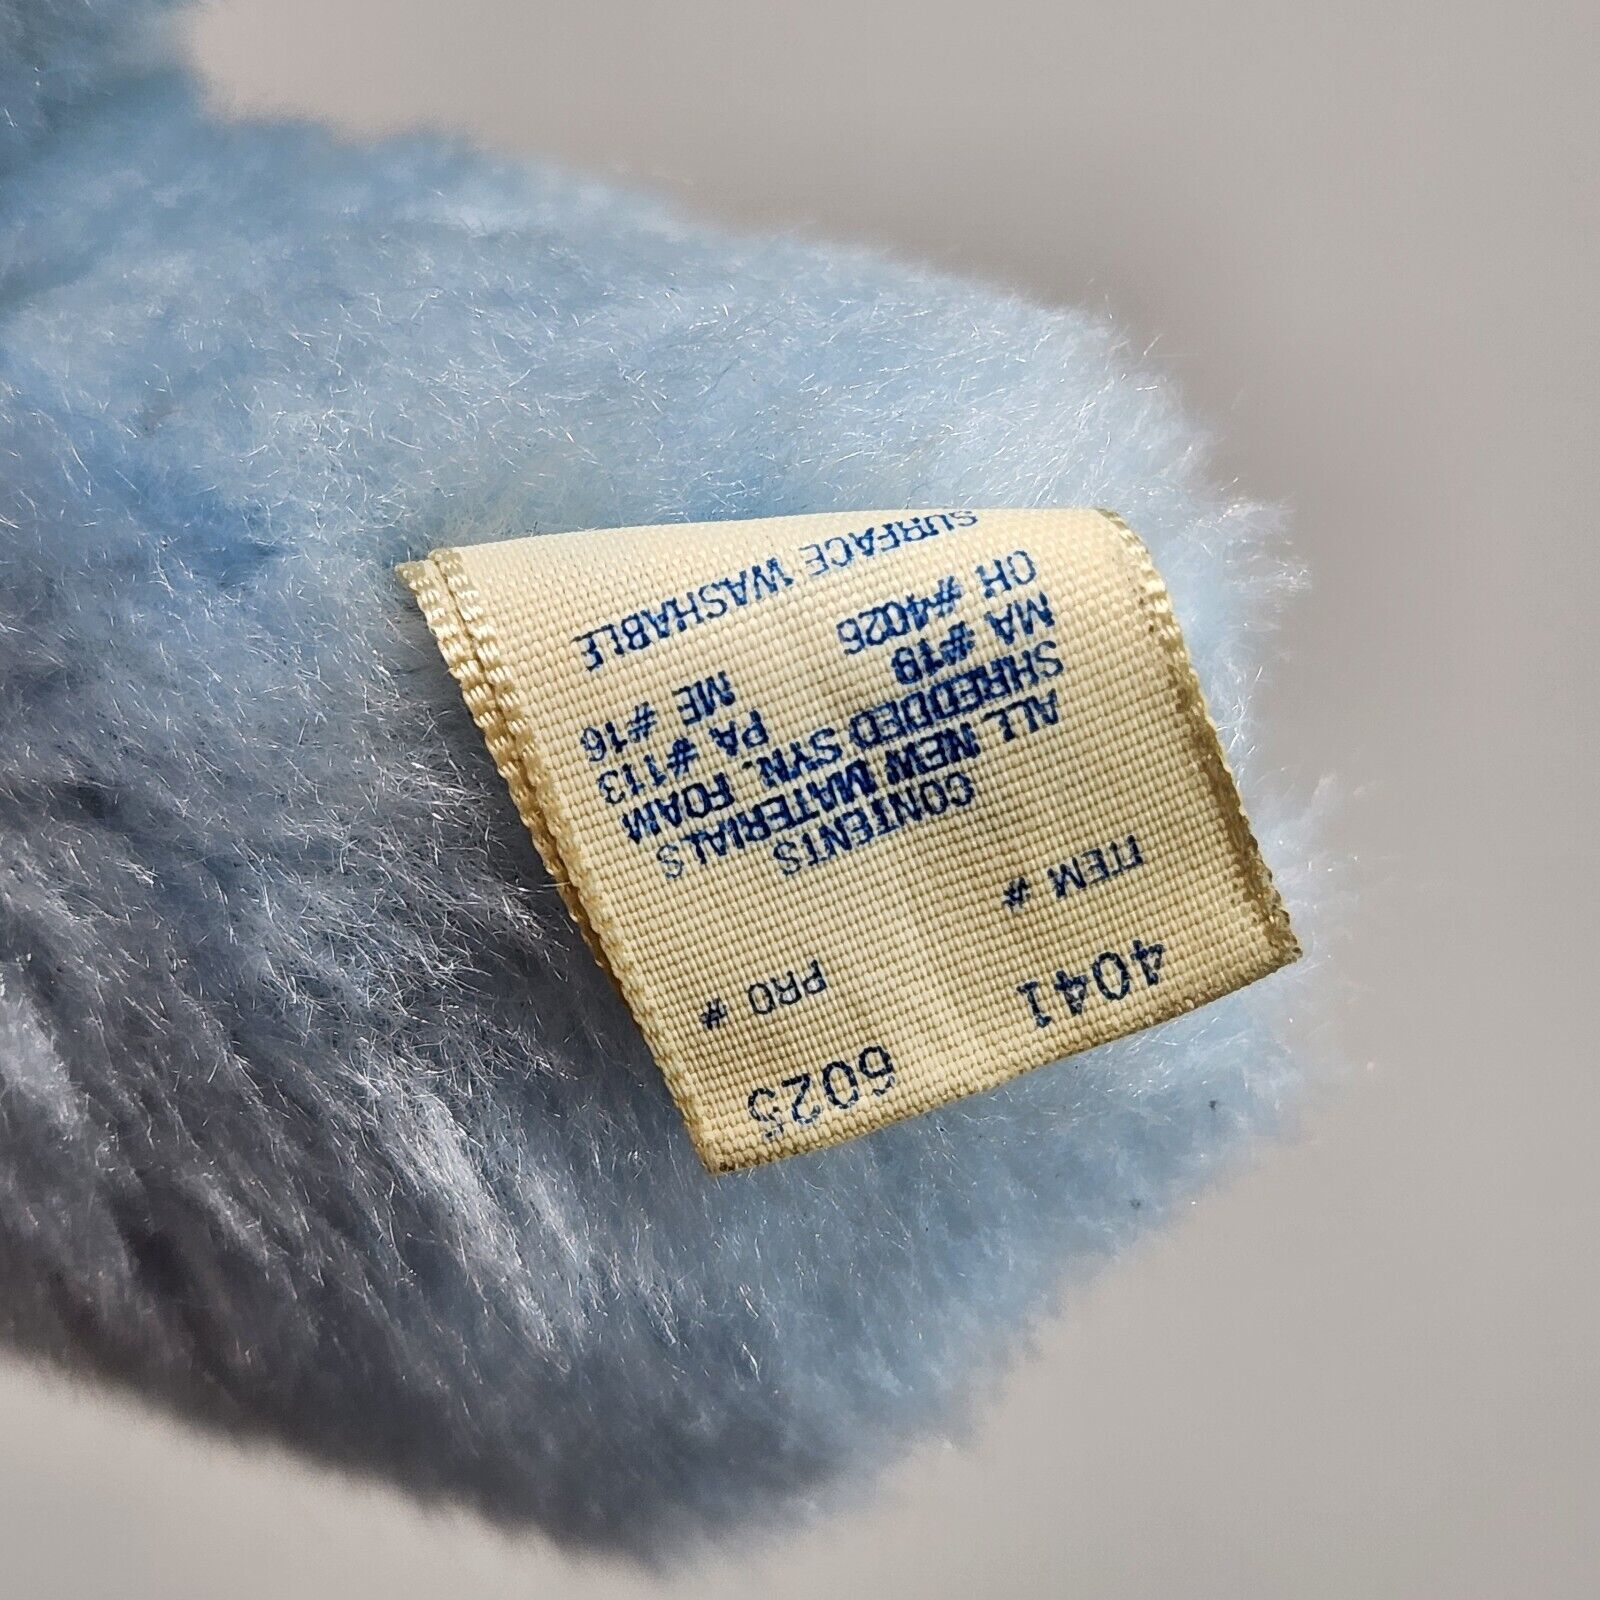 4041 6025
ITEM # PRO #
CONTENTS
ALL NEW MATERIALS
SHREDDED SYN. FOAM
MA #19 PA #113
OH #4026 ME #16
SURFACE WASHABLE